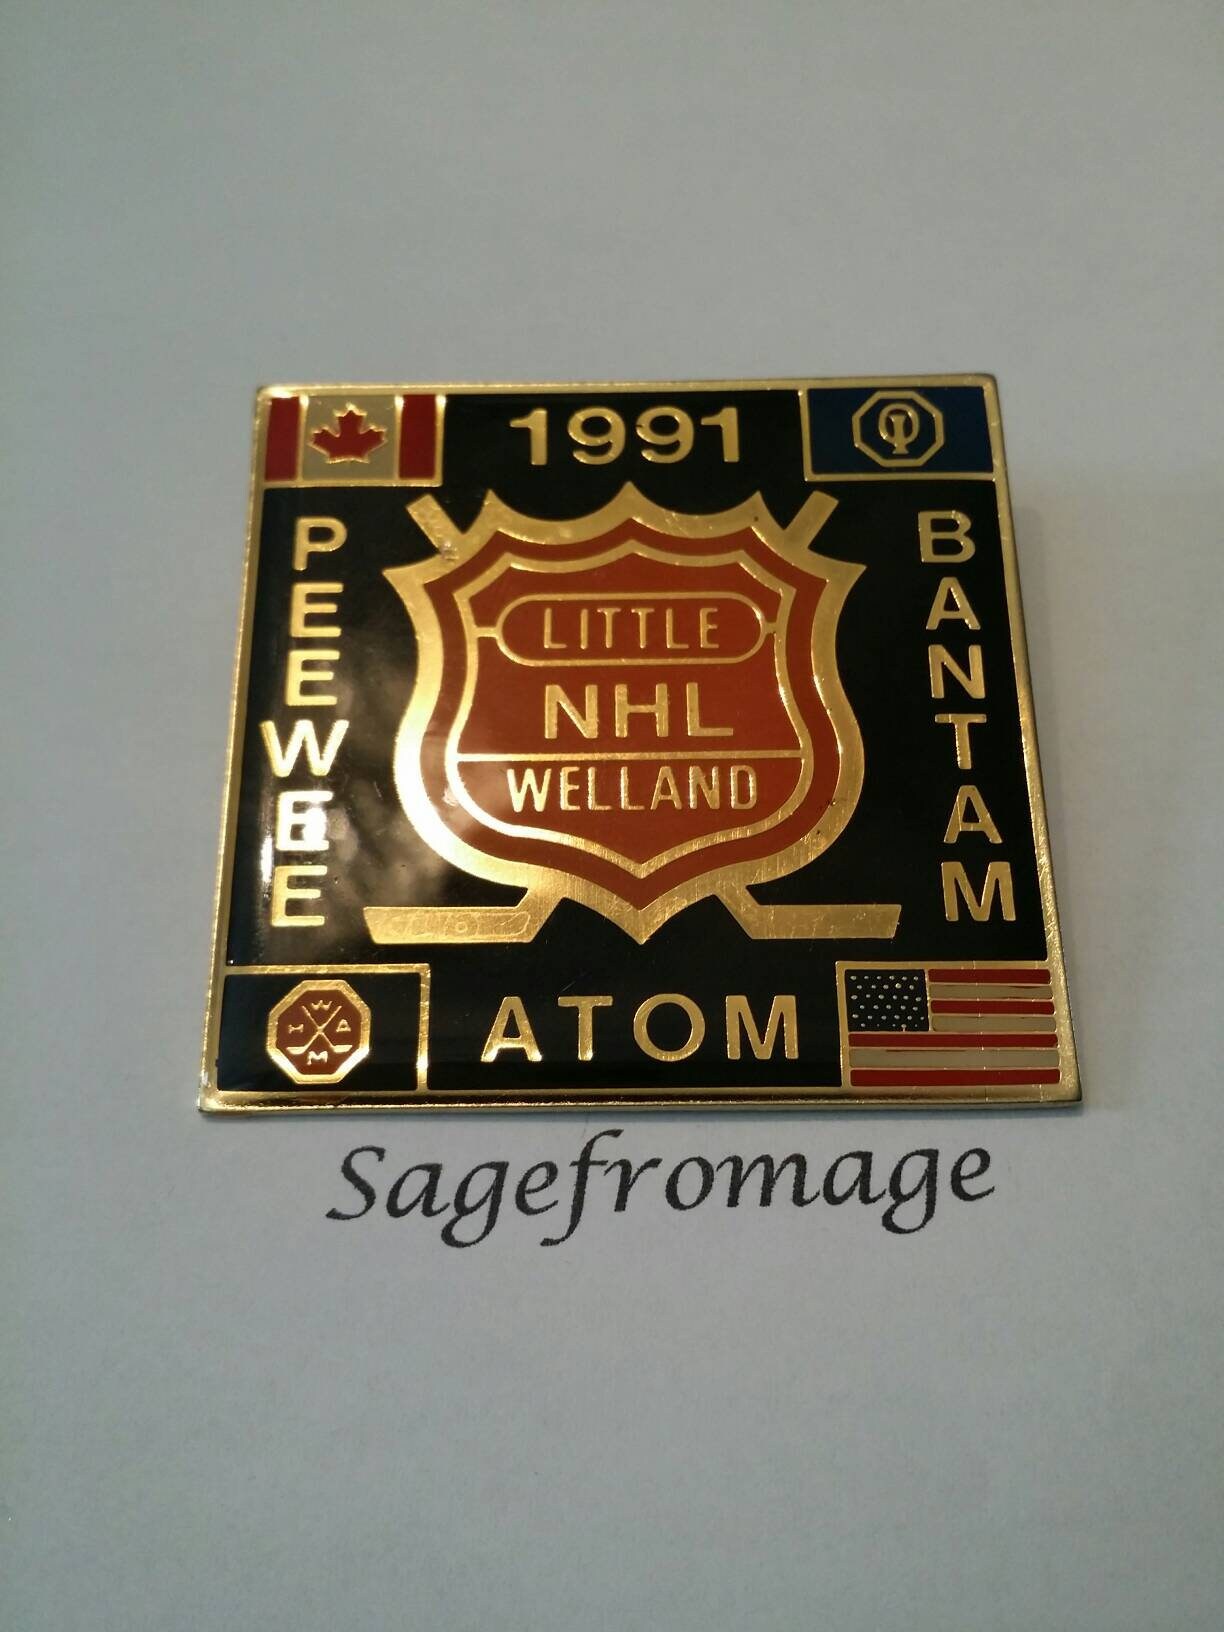 1991
PEEWEE
BANTAM
LITTLE
NHL
WELLAND
ATOM
W
H A
M
Sagefromage